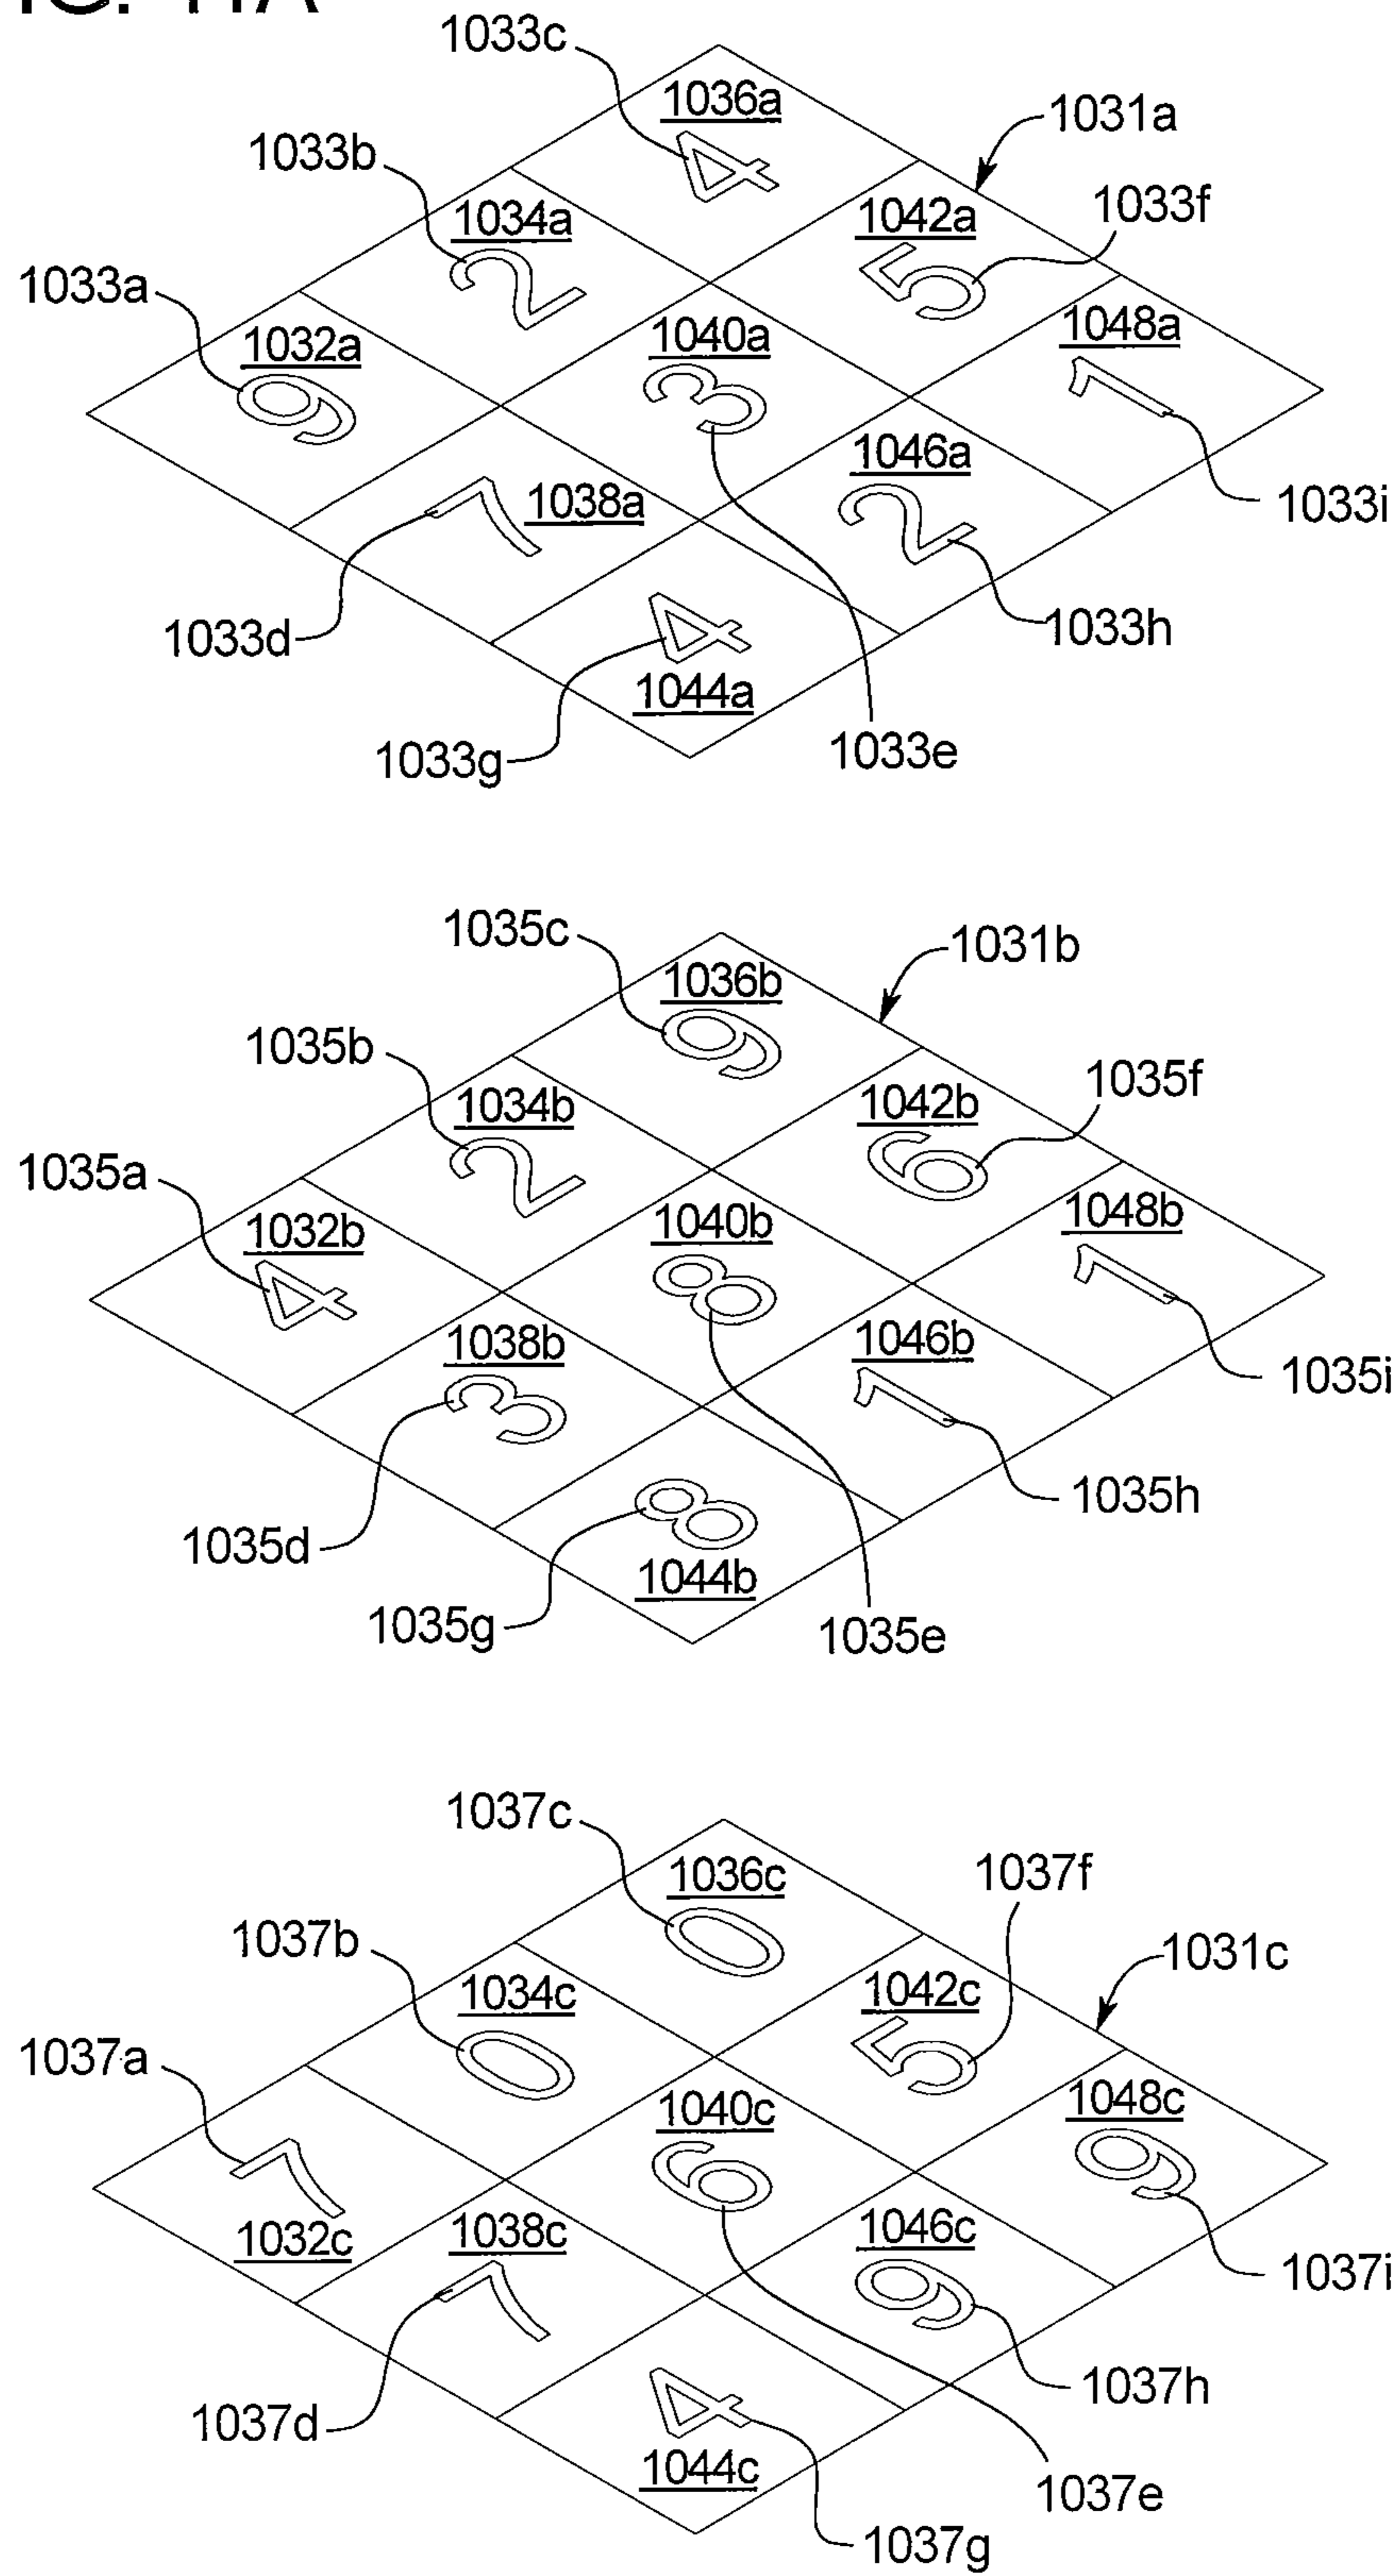 FIG. 11A
1033c
1036a
4
1031a
1033b
1034a
2
1042a
5
1033f
1033a
1032a
9
1040a
3
1048a
1
1038a
7
1046a
2
1033i
1033d
4
1044a
1033h
1033g
1033e
1035c
1036b
9
1031b
1035b
1034b
2
1042b
6
1035f
1035a
1032b
4
1040b
8
1048b
1
1038b
3
1046b
1
1035i
1035d
8
1044b
1035h
1035g
1035e
1037c
1036c
0
1037f
1037b
1034c
0
1042c
5
1031c
1037a
7
1032c
1040c
6
1048c
9
1038c
7
1046c
9
1037i
1037d
4
1044c
1037h
1037e
1037g